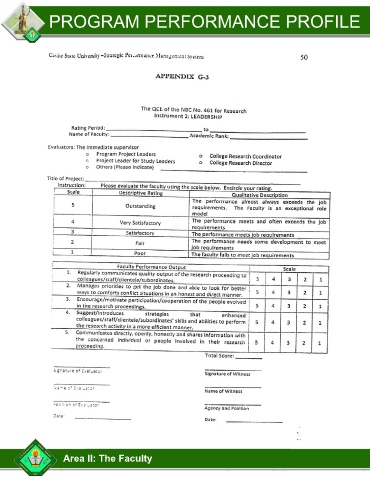 PROGRAM PERFORMANCE PROFILE
Cavite State University -Strategic Performance Management System 50
APPENDIX G-3
The QCE of the NBC No. 461 for Research
Instrument 2: LEADERSHIP
Rating Period: to
Name of Faculty: Academic Rank:
Evaluators: The Immediate supervisor
o Program Project Leaders o College Research Coordinator
o Project Leader for Study Leaders o College Research Director
o Others (Please indicate)
Title of Project:
Instruction: Please evaluate the faculty using the scale below. Encircle your rating.
Scale Descriptive Rating Qualitative Description
5 Outstanding The performance almost always exceeds the job
requirements. The faculty is an exceptional role
model
4 Very Satisfactory The performance meets and often exceeds the job
requirements
3 Satisfactory The performance meets job requirements
2 Fair The performance needs some development to meet
job requirements
1 Poor The faculty fails to meet job requirements
Faculty Performance Output Scale
1. Regularly communicates quality output of the research proceeding to
colleagues/staff/clientele/subordinates. 5 4 3 2 1
2. Manages priorities to get the job done and able to look for better
ways to comforts conflict situations in an honest and direct manner. 5 4 3 2 1
3. Encourage/motivate participation/cooperation of the people evolved
in the research proceedings. 5 4 3 2 1
4. Suggest/introduces strategies that enhanced
colleagues/staff/clientele/subordinates' skills and abilities to perform 5 4 3 2 1
the research activity in a more efficient manner.
5. Communicates directly, openly, honestly and shares information with
the concerned individual or people involved in their research 5 4 3 2 1
proceeding.
Total Score:
Signature of Evaluator Signature of Witness
Name of Evaluator Name of Witness
Position of Evaluator Agency and Position
Date: Date:
Area II: The Faculty